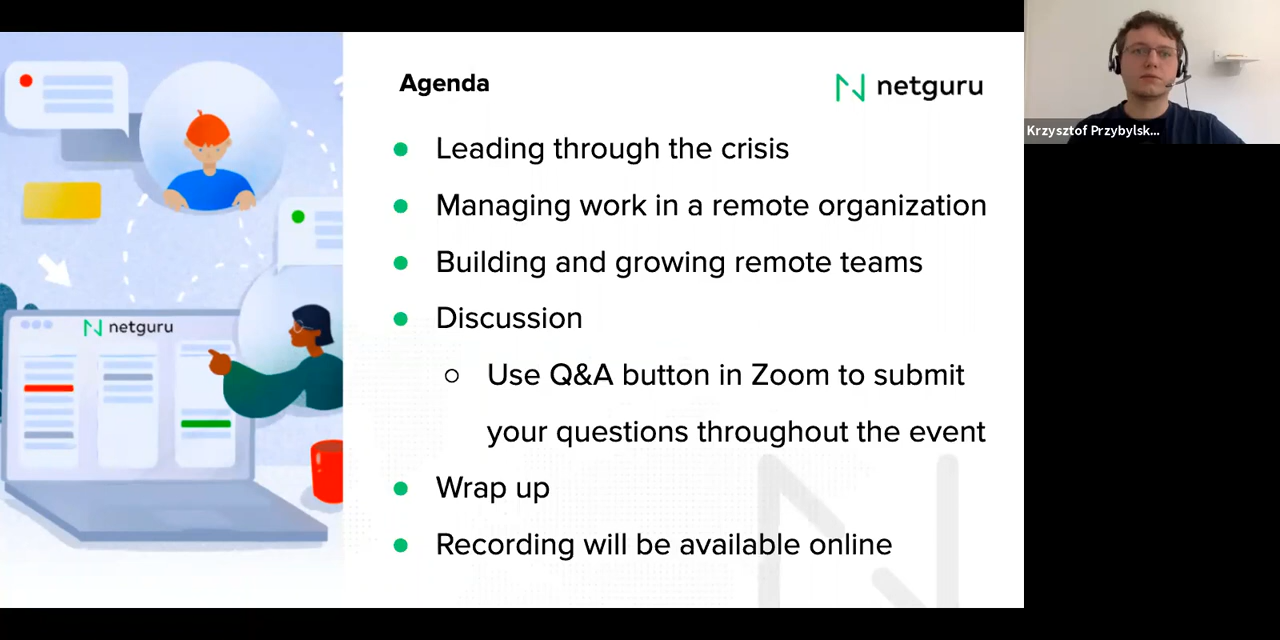 Agenda
netguru
Leading through the crisis
Managing work in a remote organization
Building and growing remote teams
Discussion
Use Q&A button in Zoom to submit
your questions throughout the event
Wrap up
Recording will be available online
netguru
Krzysztof Przybylsk...